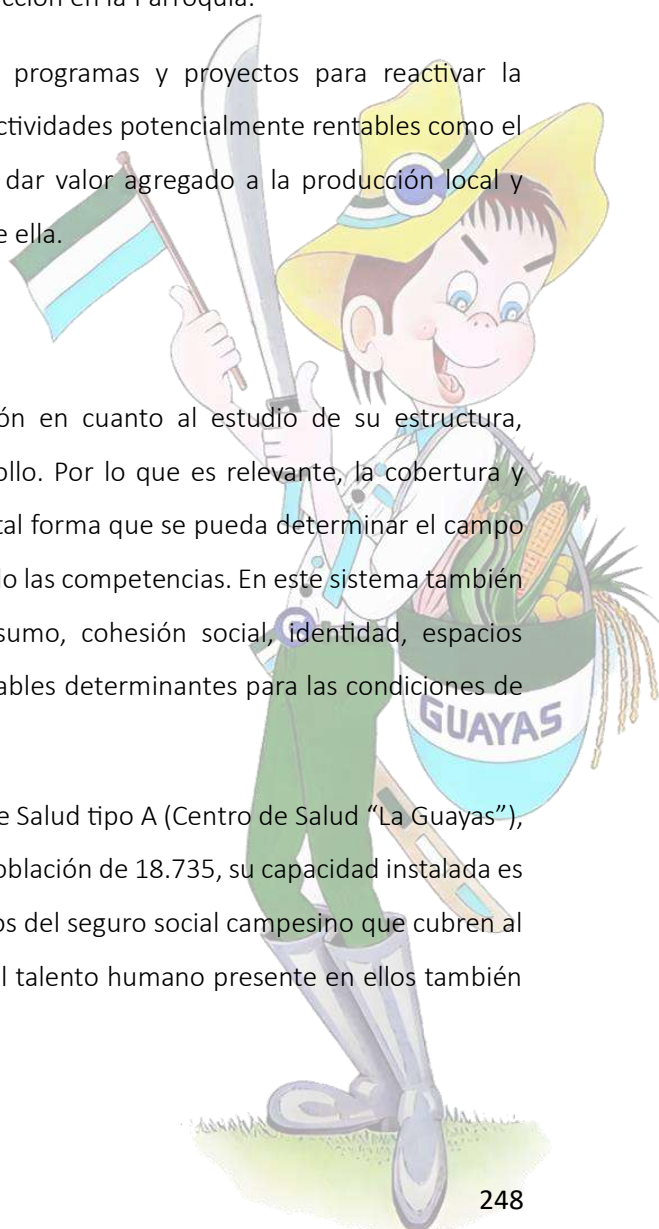 cción en la Parroquia.
programas y proyectos para reactivar la
ctividades potencialmente rentables como el
dar valor agregado a la producción local y
e ella.
ón en cuanto al estudio de su estructura,
ollo. Por lo que es relevante, la cobertura y
tal forma que se pueda determinar el campo
do las competencias. En este sistema también
sumo, cohesión social, identidad, espacios
ables determinantes para las condiciones de
GUAYAS
e Salud tipo A (Centro de Salud “La Guayas”),
oblación de 18.735, su capacidad instalada es
os del seguro social campesino que cubren al
l talento humano presente en ellos también
248